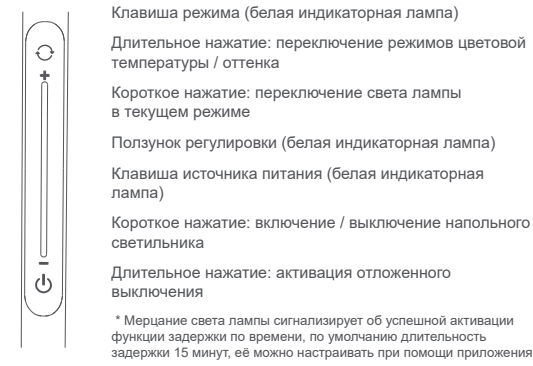 Клавиша режима (белая индикаторная лампа)
Длительное нажатие: переключение режимов цветовой
температуры / оттенка
Короткое нажатие: переключение света лампы
в текущем режиме
Ползунок регулировки (белая индикаторная лампа)
Клавиша источника питания (белая индикаторная
лампа)
Короткое нажатие: включение / выключение напольного
светильника
Длительное нажатие: активация отложенного
выключения
* Мерцание света лампы сигнализирует об успешной активации
функции задержки по времени, по умолчанию длительность
задержки 15 минут, её можно настраивать при помощи приложения